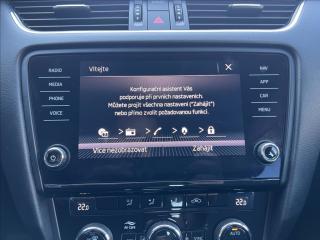 RADIO
MEDIA
PHONE
VOICE
Vítejte
Konfigurační asistent Vás
podporuje při prvních nastaveních.
Můžete projít všechna nastavení ("Zahájit")
nebo přímo zvolit požadovanou funkci.
Více nezobrazovat
Zahájit
NAV
APP
CAR
MENU
22.0
22.0
AUTO